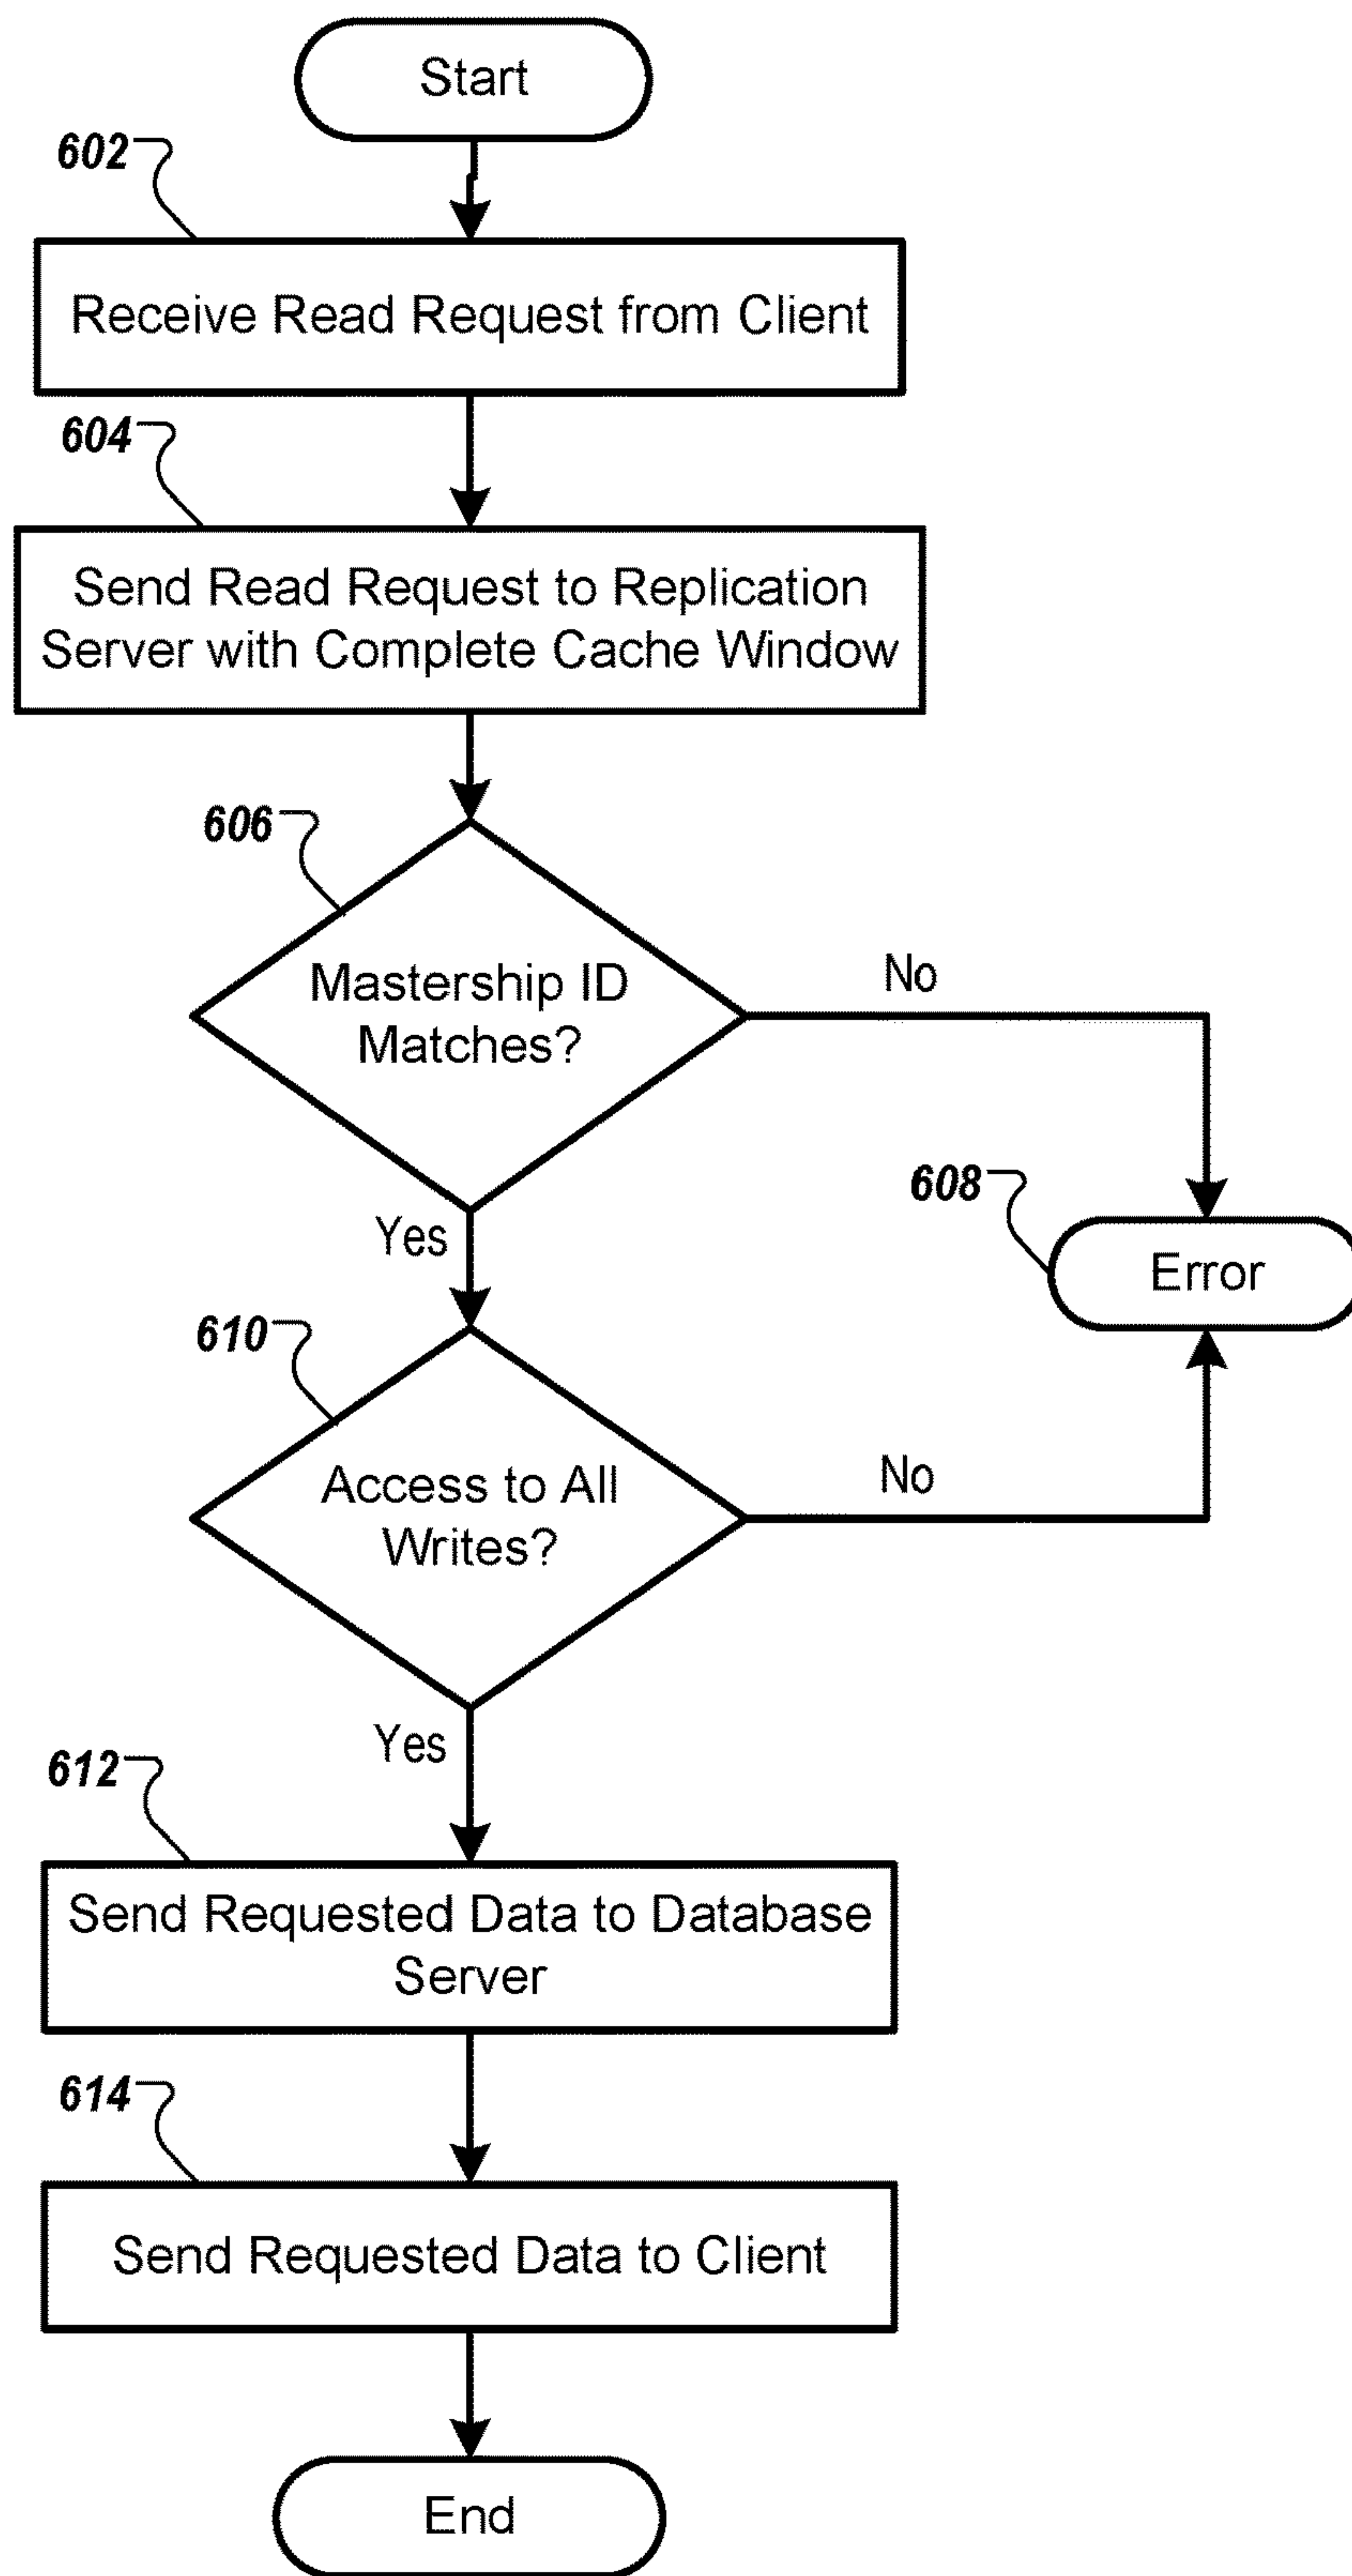 Start
602
Receive Read Request from Client
604
Send Read Request to Replication
Server with Complete Cache Window
606
Mastership ID
Matches?
No
Yes
608
Error
610
Access to All
Writes?
No
Yes
612
Send Requested Data to Database
Server
614
Send Requested Data to Client
End